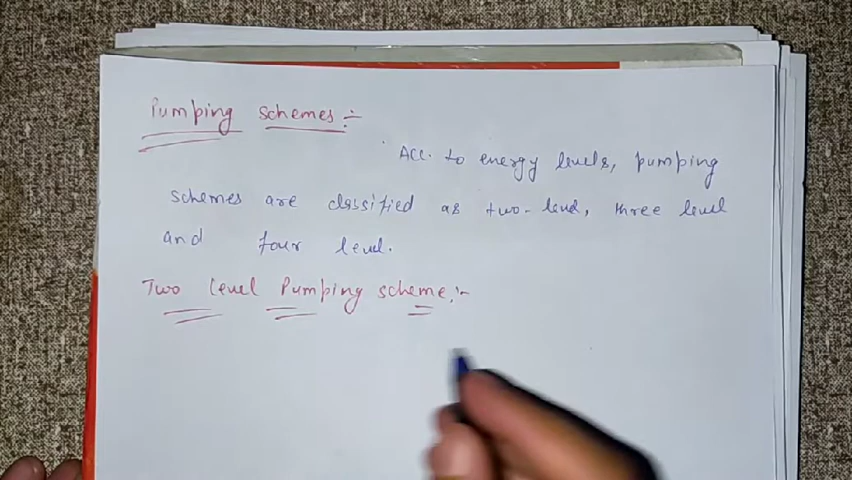 Pumping schemes :-
Acc. to energy levels, pumping
schemes are classified as two-level, three level
and four level.
Two level Pumping scheme :-